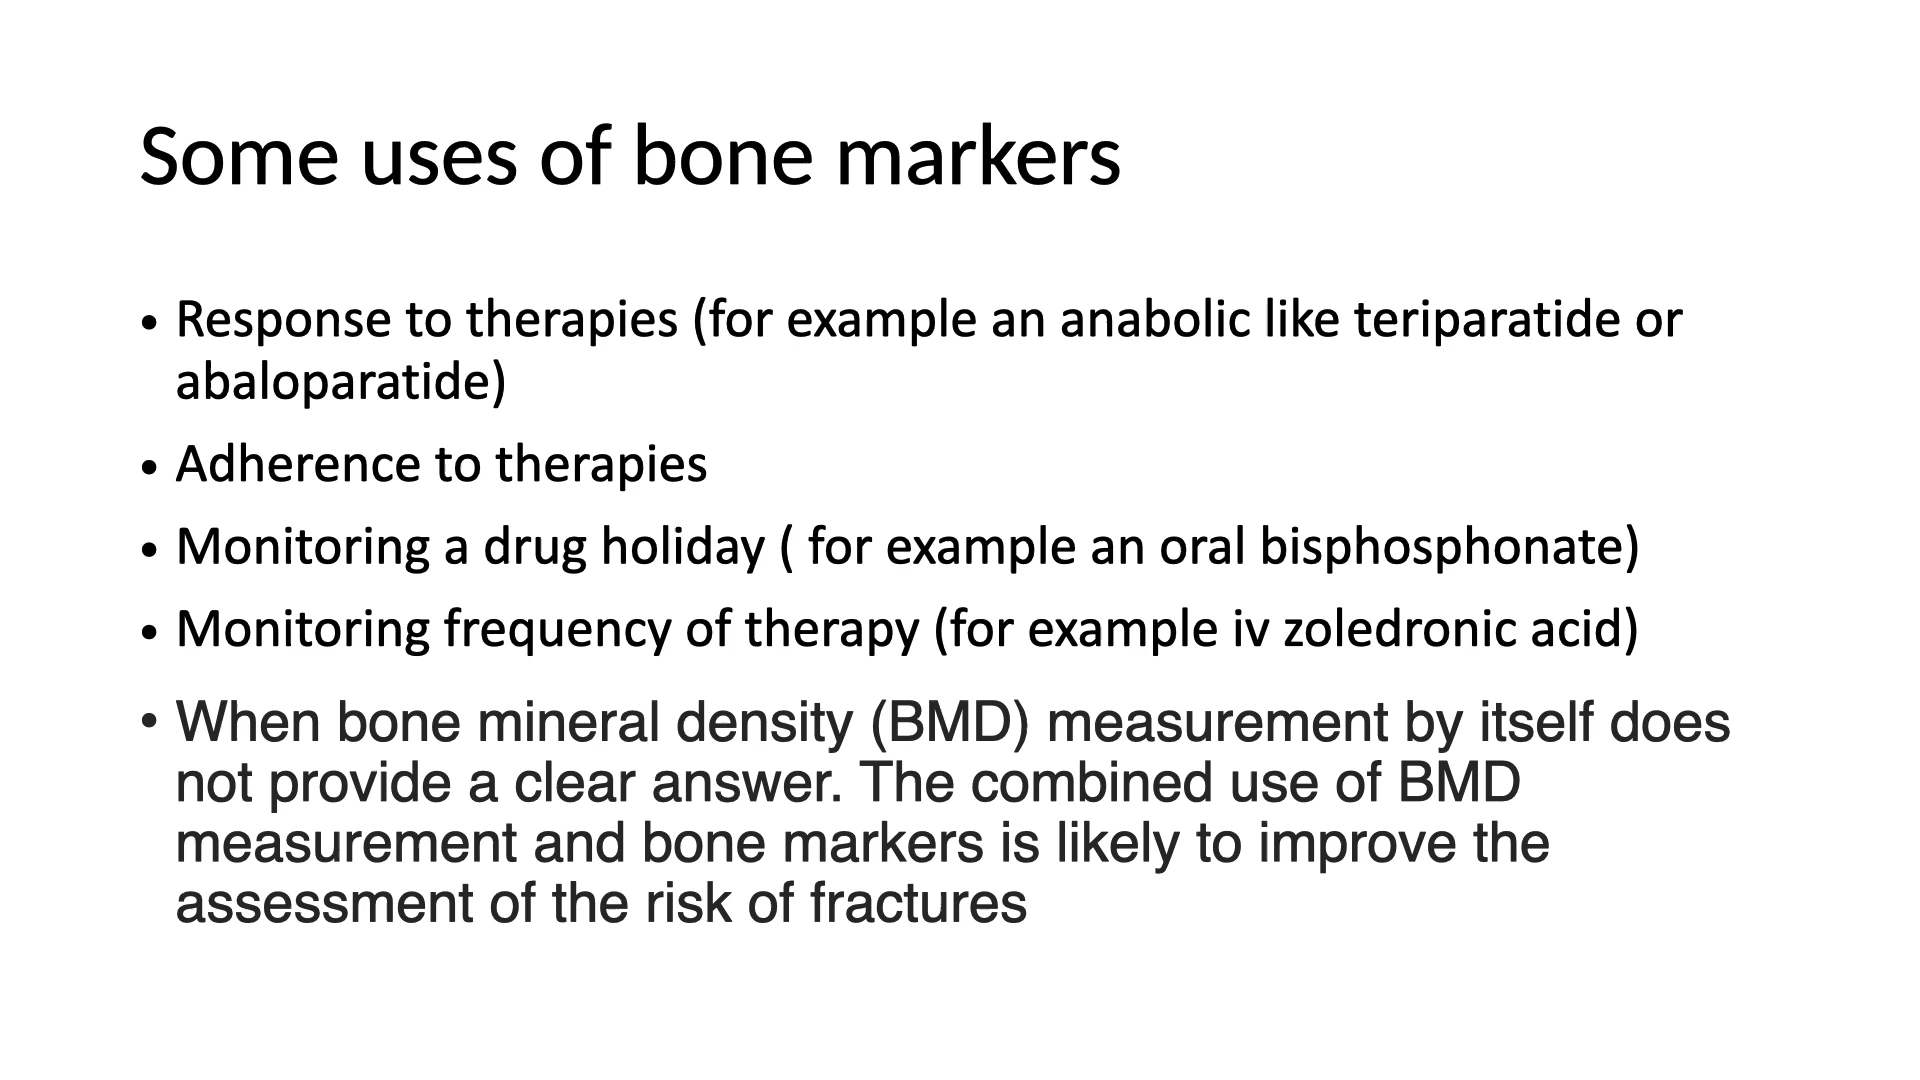 Some uses of bone markers
• Response to therapies (for example an anabolic like teriparatide or
abaloparatide)
• Adherence to therapies
• Monitoring a drug holiday ( for example an oral bisphosphonate)
• Monitoring frequency of therapy (for example iv zoledronic acid)
• When bone mineral density (BMD) measurement by itself does
not provide a clear answer. The combined use of BMD
measurement and bone markers is likely to improve the
assessment of the risk of fractures